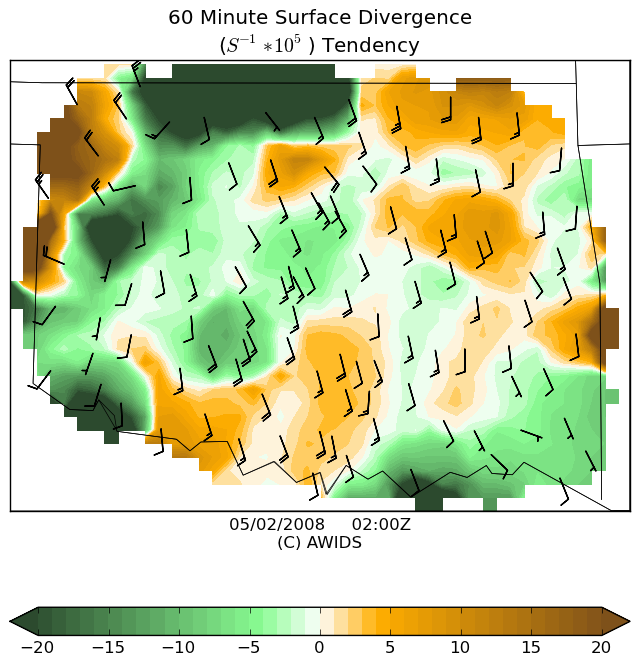 60 Minute Surface Divergence
(S⁻¹ *10⁵ ) Tendency
05/02/2008 02:00Z
(C) AWIDS
−20 −15 −10 −5 0 5 10 15 20